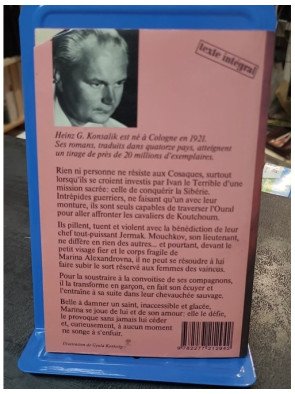 texte intégral
Heinz G. Konsalik est né à Cologne en 1921.
Ses romans, traduits dans quatorze pays, atteignent
un tirage de près de 20 millions d'exemplaires.
Rien ni personne ne résiste aux Cosaques, surtout
lorsqu'ils se croient investis par Ivan le Terrible d'une
mission sacrée: celle de conquérir la Sibérie.
Intrépides guerriers, ne faisant qu'un avec leur
monture, ils sont seuls capables de traverser l'Oural
pour aller affronter les cavaliers de Koutchoum.
Ils pillent, tuent et violent avec la bénédiction de leur
chef tout-puissant Jermak. Mouchkov, son lieutenant,
ne diffère en rien des autres... et pourtant, devant le
petit visage fier et le corps fragile de
Marina Alexandrovna, il ne peut se résoudre à lui
faire subir le sort réservé aux femmes des vaincus.
Pour la soustraire à la convoitise de ses compagnons,
il la transforme en garçon, en fait son écuyer et
l'entraîne à sa suite dans leur chevauchée sauvage.
Belle à damner un saint, inaccessible et glacée,
Marina se joue de lui et de son amour: elle le défie,
le provoque sans jamais lui céder
et, curieusement, à aucun moment
ne songe à s'enfuir.
Illustration de Gyula Konkoly